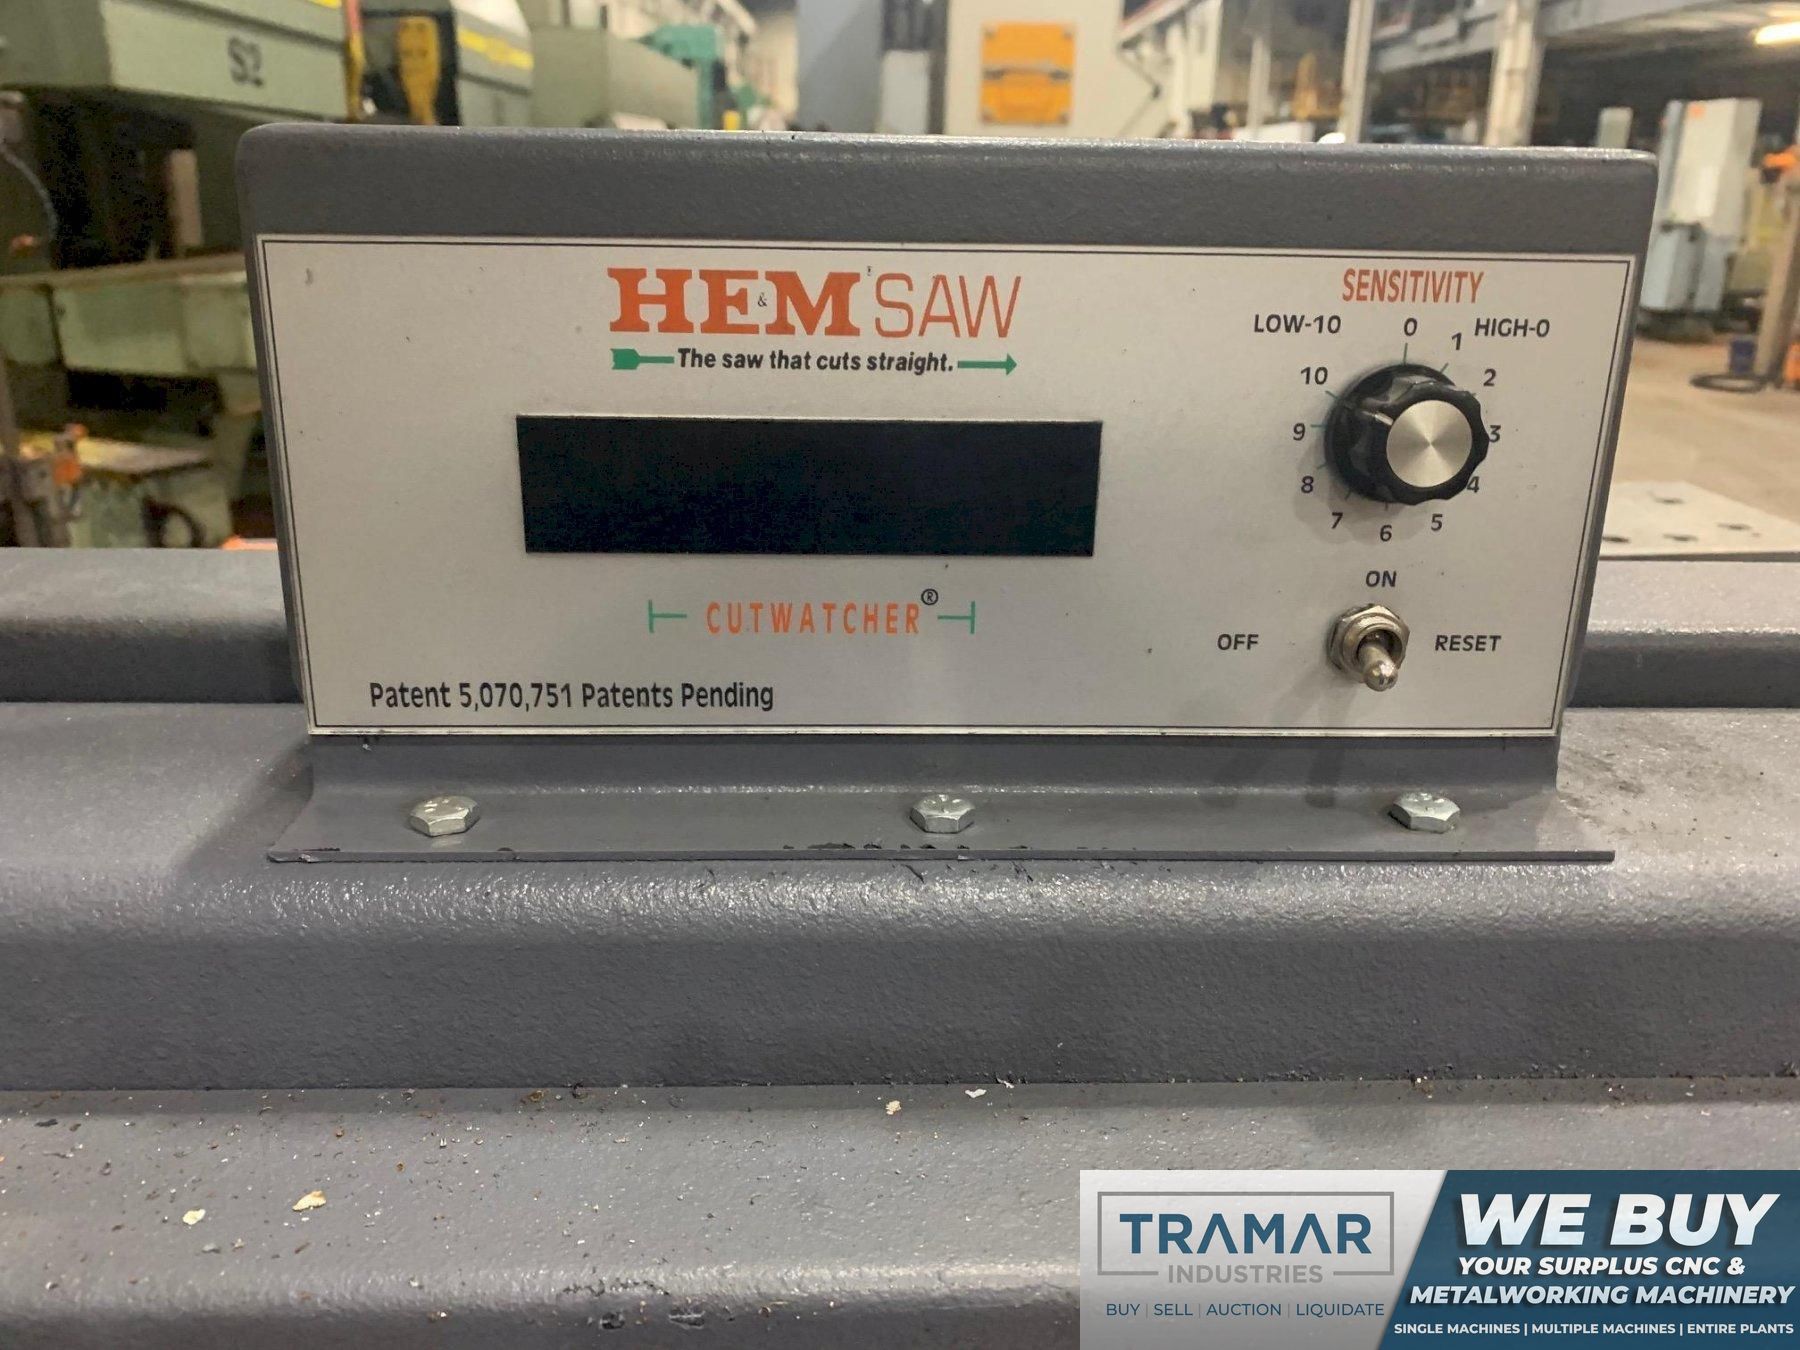 S2
HE&M SAW
The saw that cuts straight.
SENSITIVITY
LOW-10
HIGH-0
0
1
2
3
4
5
6
7
8
9
10
CUTWATCHER®
ON
OFF
RESET
Patent 5,070,751 Patents Pending
TRAMAR
INDUSTRIES
BUY | SELL | AUCTION | LIQUIDATE
WE BUY
YOUR SURPLUS CNC &
METALWORKING MACHINERY
SINGLE MACHINES | MULTIPLE MACHINES | ENTIRE PLANTS